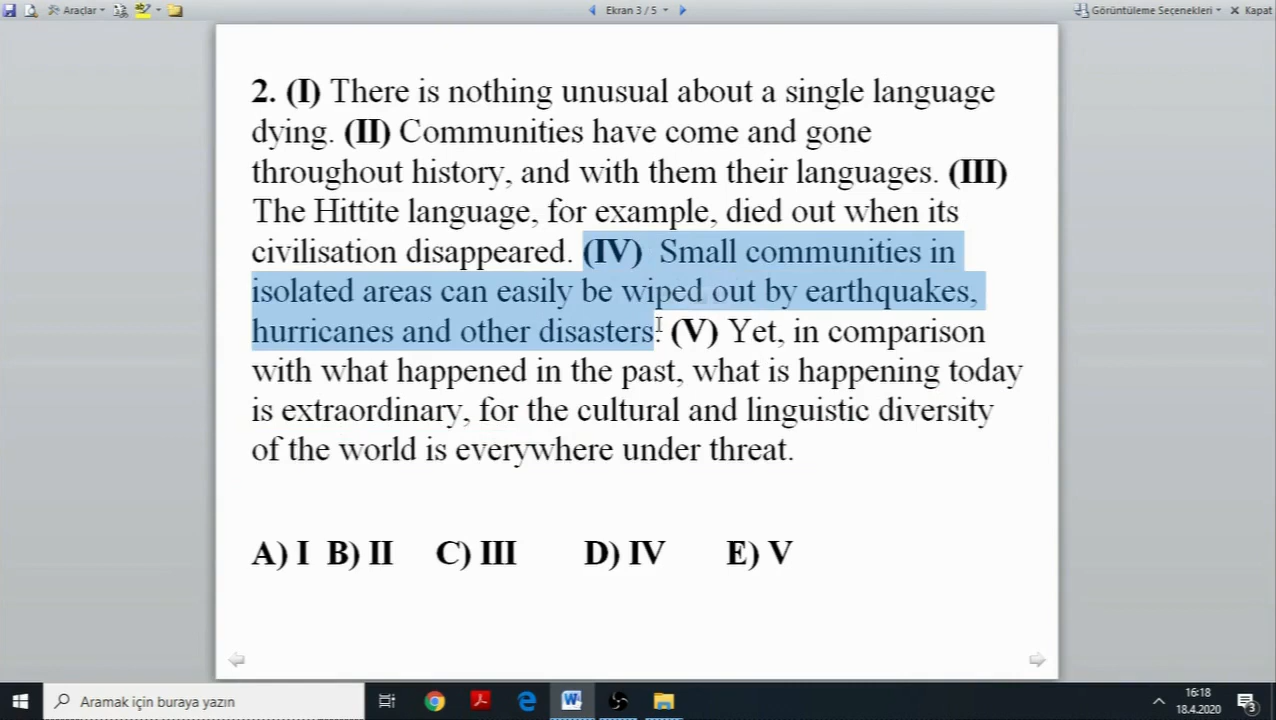 Araçlar
Ekran 3 / 5
Görüntüleme Seçenekleri
Kapat
2. (I) There is nothing unusual about a single language
dying. (II) Communities have come and gone
throughout history, and with them their languages. (III)
The Hittite language, for example, died out when its
civilisation disappeared. (IV) Small communities in
isolated areas can easily be wiped out by earthquakes,
hurricanes and other disasters. (V) Yet, in comparison
with what happened in the past, what is happening today
is extraordinary, for the cultural and linguistic diversity
of the world is everywhere under threat.
A) I B) II C) III D) IV E) V
Aramak için buraya yazın
16:18
18.4.2020
3